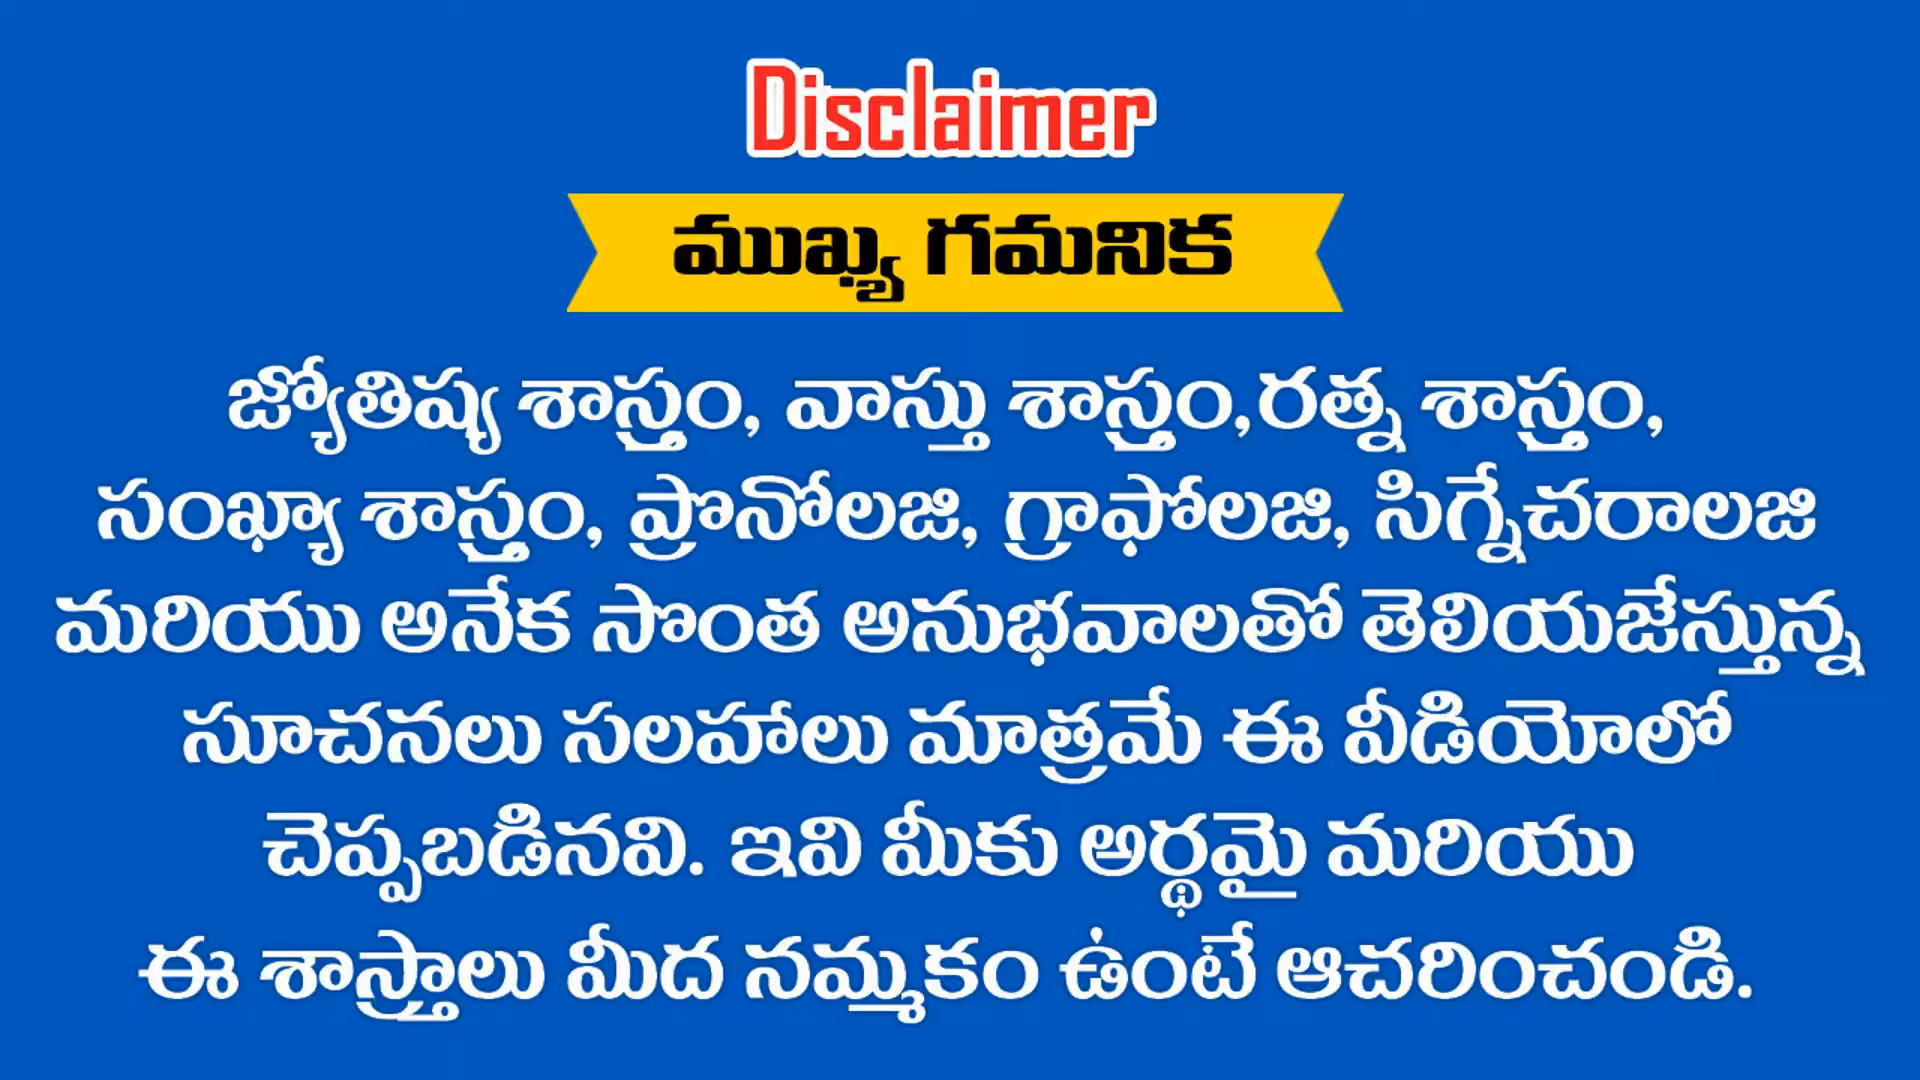 Disclaimer
ముఖ్య గమనిక
జ్యోతిష్య శాస్త్రం, వాస్తు శాస్త్రం,రత్న శాస్త్రం,
సంఖ్యా శాస్త్రం, ప్రొనోలజి, గ్రాఫోలజి, సిగ్నేచరాలజి
మరియు అనేక సొంత అనుభవాలతో తెలియజేస్తున్న
సూచనలు సలహాలు మాత్రమే ఈ వీడియోలో
చెప్పబడినవి. ఇవి మీకు అర్థమై మరియు
ఈ శాస్త్రాలు మీద నమ్మకం ఉంటే ఆచరించండి.